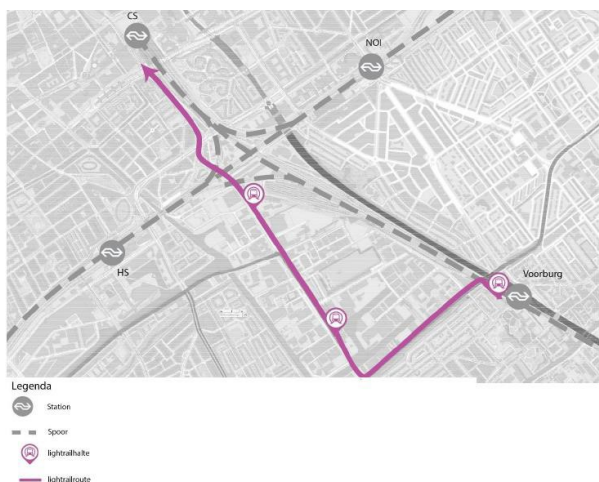 CS
NOI
HS
Voorburg
Legenda
Station
Spoor
lightrailhalte
lightrailroute